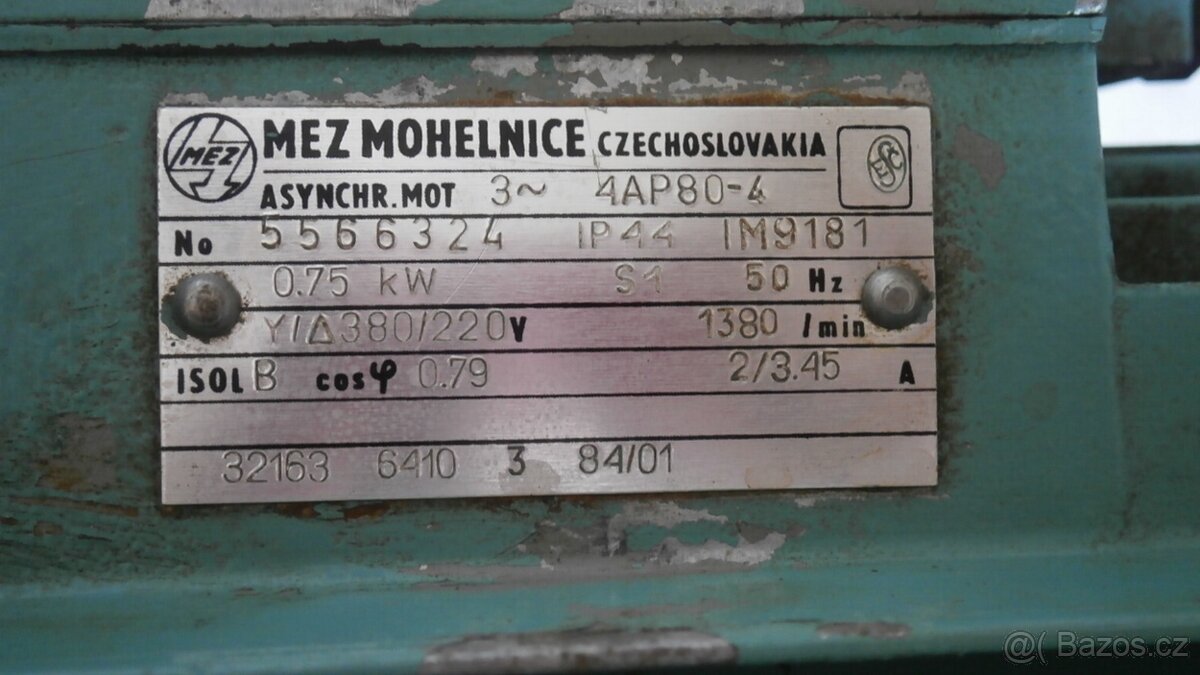 MEZ MEZ MOHELNICE CZECHOSLOVAKIA ESC
ASYNCHR. MOT 3~ 4AP80-4
No 5566324 IP44 IM9181
0.75 kW S1 50 Hz
Y/Δ380/220V 1380 /min
ISOL B cosφ 0.79 2/3.45 A
32163 6410 3 84/01
@( Bazos.cz